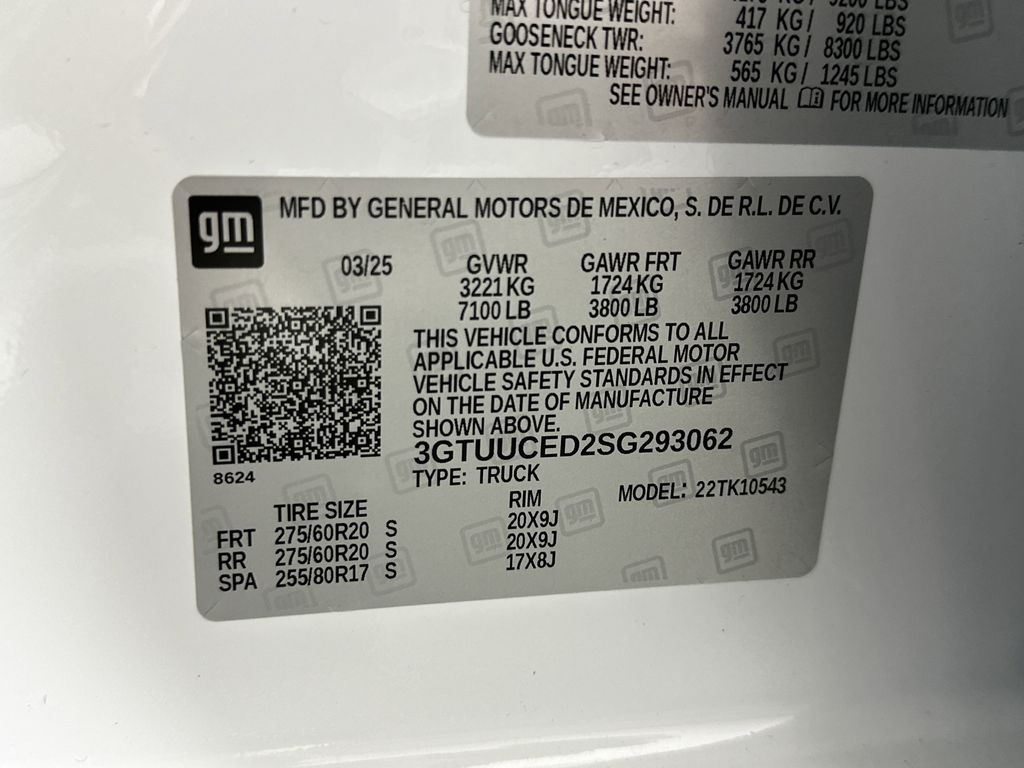 MAX TONGUE WEIGHT: 417 KG / 920 LBS
GOOSENECK TWR: 3765 KG / 8300 LBS
MAX TONGUE WEIGHT: 565 KG / 1245 LBS
SEE OWNER'S MANUAL FOR MORE INFORMATION
gm
MFD BY GENERAL MOTORS DE MEXICO, S. DE R.L. DE C.V.
03/25 GVWR GAWR FRT GAWR RR
3221 KG 1724 KG 1724 KG
7100 LB 3800 LB 3800 LB
THIS VEHICLE CONFORMS TO ALL
APPLICABLE U.S. FEDERAL MOTOR
VEHICLE SAFETY STANDARDS IN EFFECT
ON THE DATE OF MANUFACTURE
SHOWN ABOVE.
3GTUUCED2SG293062
8624
TYPE: TRUCK
MODEL: 22TK10543
TIRE SIZE RIM
FRT 275/60R20 S 20X9J
RR 275/60R20 S 20X9J
SPA 255/80R17 S 17X8J